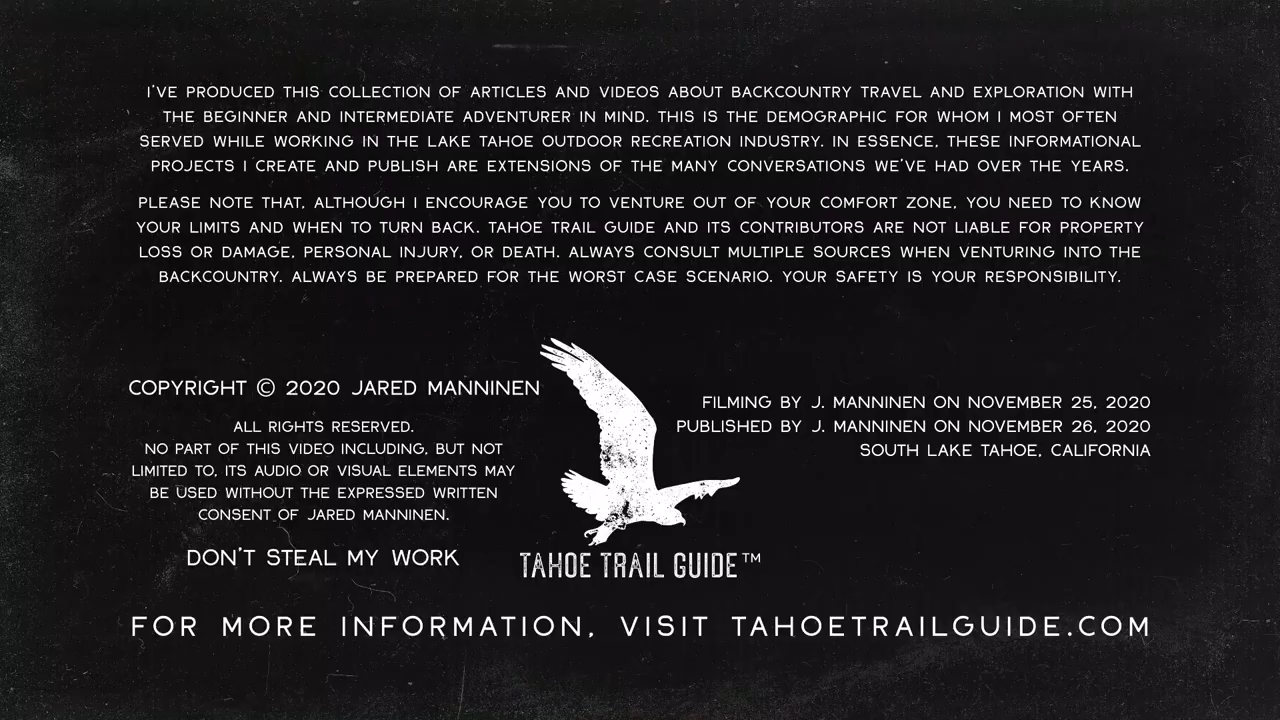 I'VE PRODUCED THIS COLLECTION OF ARTICLES AND VIDEOS ABOUT BACKCOUNTRY TRAVEL AND EXPLORATION WITH
THE BEGINNER AND INTERMEDIATE ADVENTURER IN MIND. THIS IS THE DEMOGRAPHIC FOR WHOM I MOST OFTEN
SERVED WHILE WORKING IN THE LAKE TAHOE OUTDOOR RECREATION INDUSTRY. IN ESSENCE, THESE INFORMATIONAL
PROJECTS I CREATE AND PUBLISH ARE EXTENSIONS OF THE MANY CONVERSATIONS WE'VE HAD OVER THE YEARS.
PLEASE NOTE THAT, ALTHOUGH I ENCOURAGE YOU TO VENTURE OUT OF YOUR COMFORT ZONE, YOU NEED TO KNOW
YOUR LIMITS AND WHEN TO TURN BACK. TAHOE TRAIL GUIDE AND ITS CONTRIBUTORS ARE NOT LIABLE FOR PROPERTY
LOSS OR DAMAGE, PERSONAL INJURY, OR DEATH. ALWAYS CONSULT MULTIPLE SOURCES WHEN VENTURING INTO THE
BACKCOUNTRY. ALWAYS BE PREPARED FOR THE WORST CASE SCENARIO. YOUR SAFETY IS YOUR RESPONSIBILITY.
COPYRIGHT © 2020 JARED MANNINEN
ALL RIGHTS RESERVED.
NO PART OF THIS VIDEO INCLUDING, BUT NOT
LIMITED TO, ITS AUDIO OR VISUAL ELEMENTS MAY
BE USED WITHOUT THE EXPRESSED WRITTEN
CONSENT OF JARED MANNINEN.
DON'T STEAL MY WORK
TAHOE TRAIL GUIDE™
FILMING BY J. MANNINEN ON NOVEMBER 25, 2020
PUBLISHED BY J. MANNINEN ON NOVEMBER 26, 2020
SOUTH LAKE TAHOE, CALIFORNIA
FOR MORE INFORMATION, VISIT TAHOETRAILGUIDE.COM